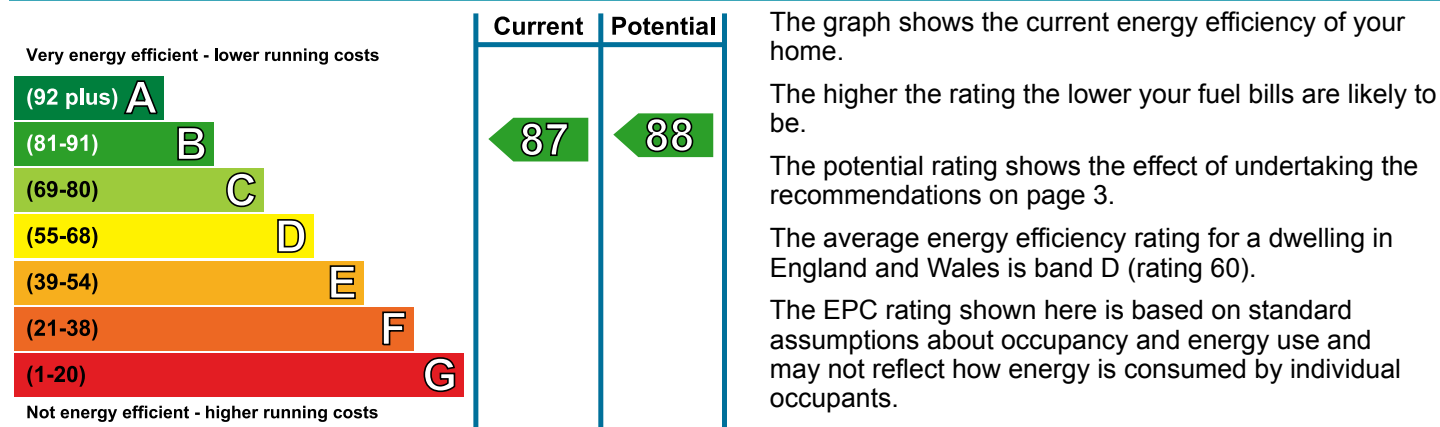 Current Potential
Very energy efficient - lower running costs
(92 plus) A
(81-91) B
87
88
(69-80) C
(55-68) D
(39-54) E
(21-38) F
(1-20) G
Not energy efficient - higher running costs
The graph shows the current energy efficiency of your
home.
The higher the rating the lower your fuel bills are likely to
be.
The potential rating shows the effect of undertaking the
recommendations on page 3.
The average energy efficiency rating for a dwelling in
England and Wales is band D (rating 60).
The EPC rating shown here is based on standard
assumptions about occupancy and energy use and
may not reflect how energy is consumed by individual
occupants.